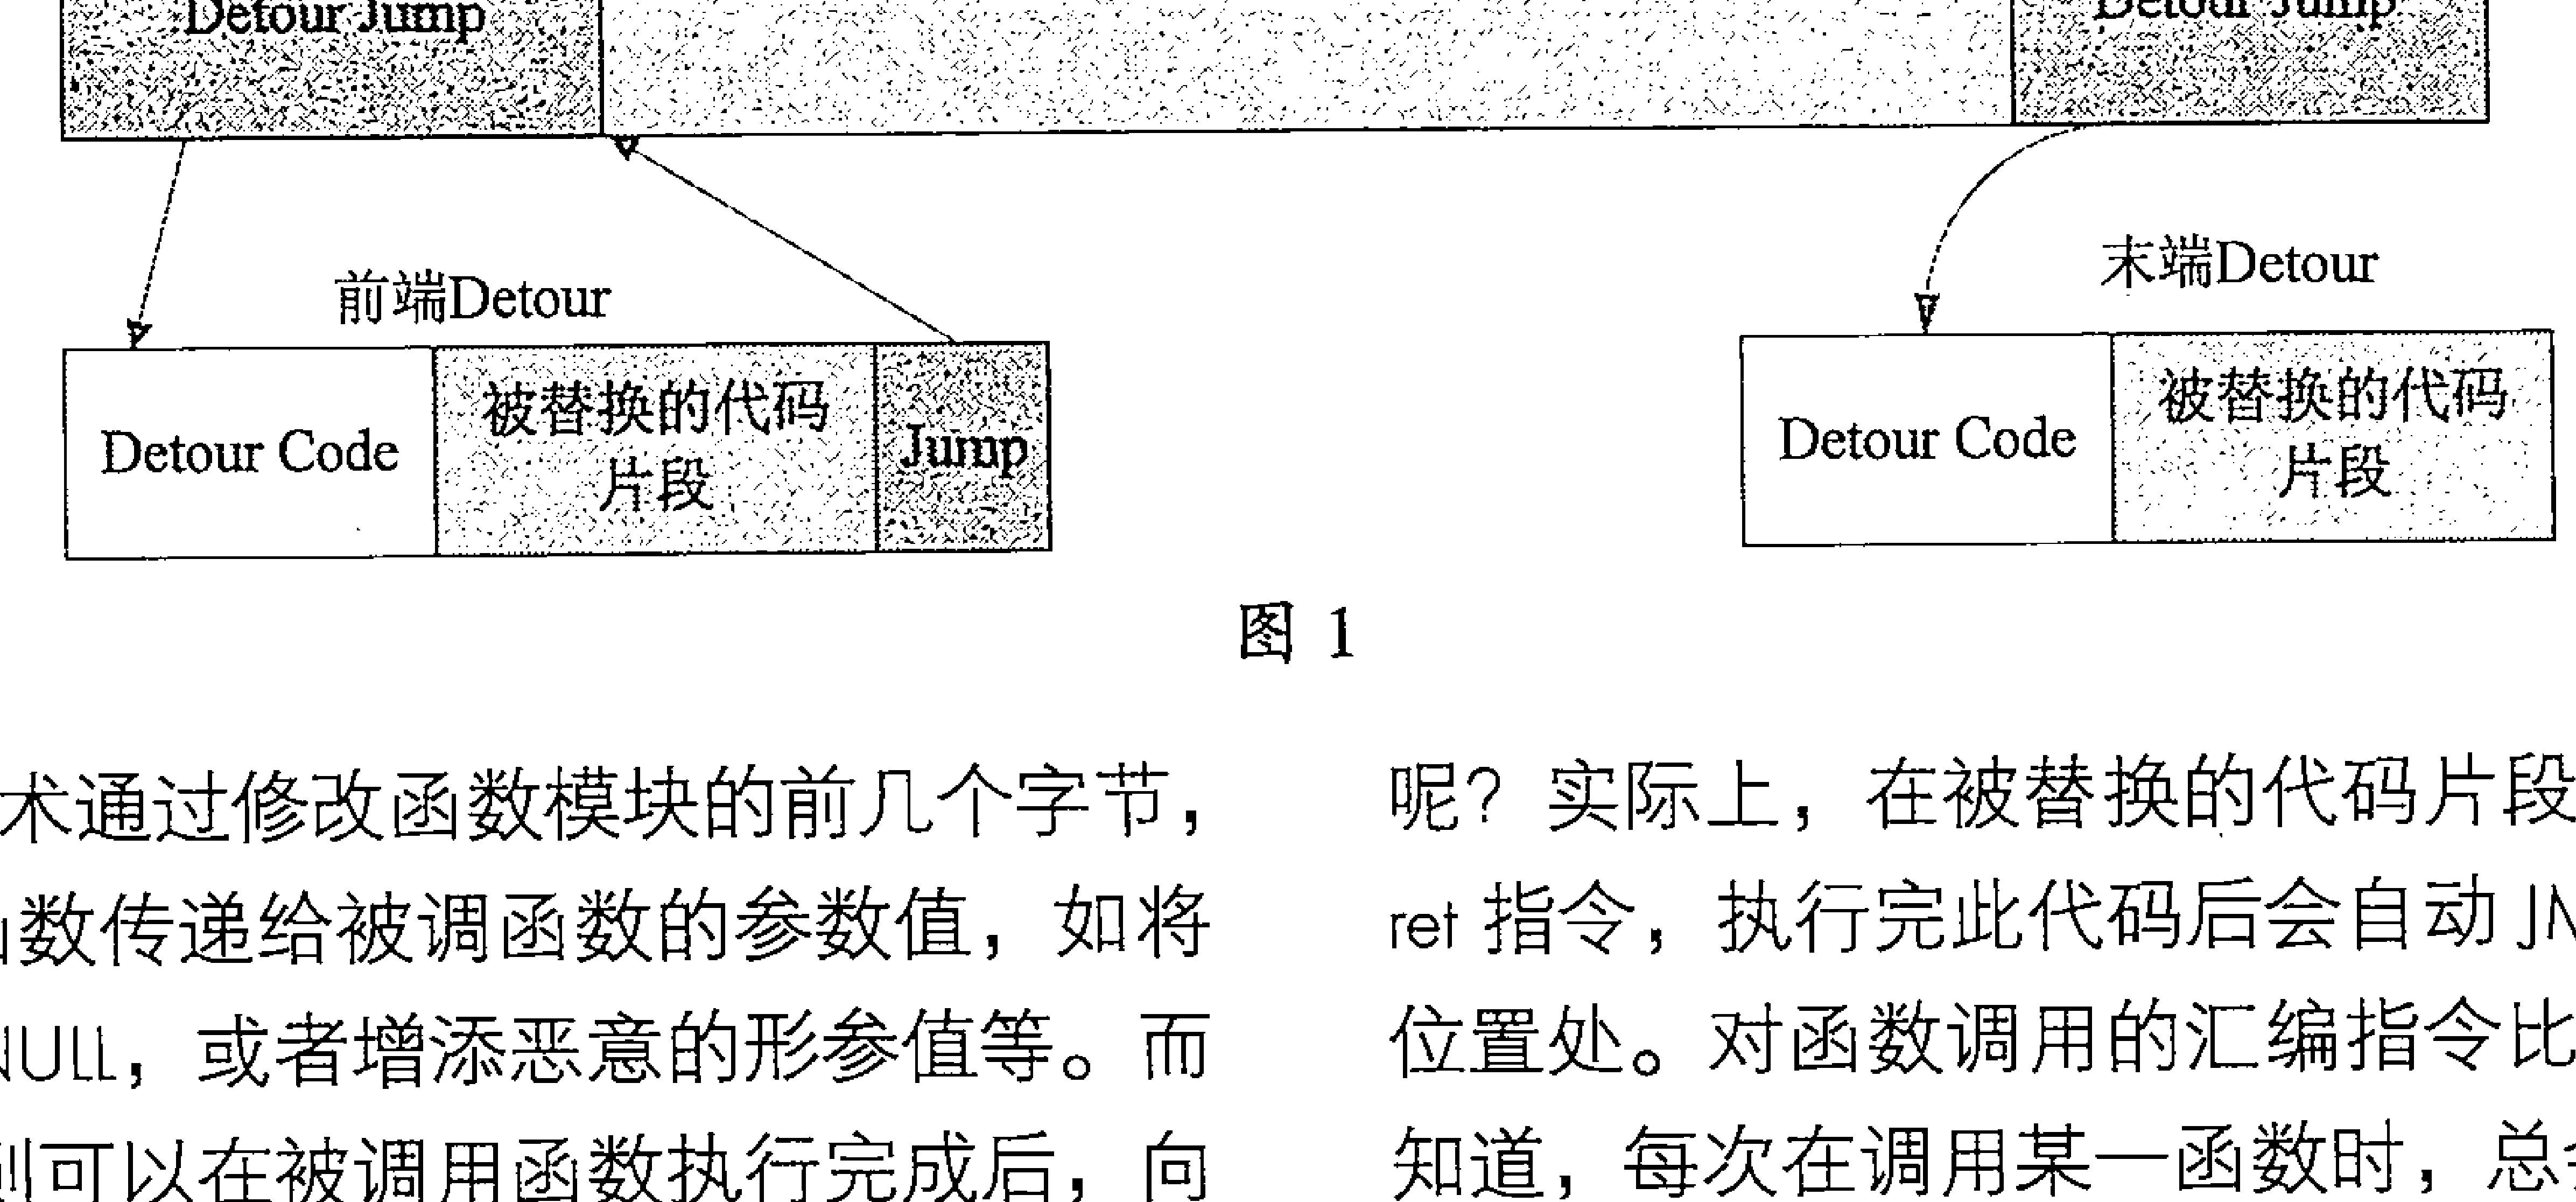 Detour Jump
Detour Jump
前端Detour
末端Detour
Detour Code
被替换的代码
片段
Jump
Detour Code
被替换的代码
片段
图 1
术通过修改函数模块的前几个字节，
数传递给被调函数的参数值，如将
NULL，或者增添恶意的形参值等。而
可以在被调用函数执行完成后，向
呢？实际上，在被替换的代码片段
ret 指令，执行完此代码后会自动 J
位置处。对函数调用的汇编指令比
知道，每次在调用某一函数时，总